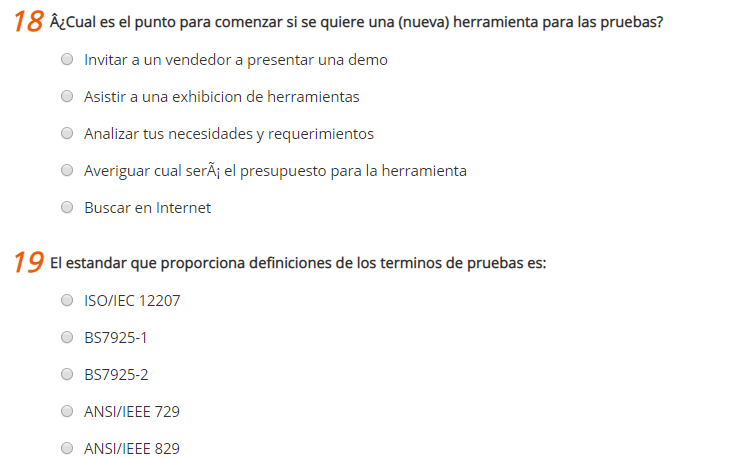 18 Â¿Cual es el punto para comenzar si se quiere una (nueva) herramienta para las pruebas?
Invitar a un vendedor a presentar una demo
Asistir a una exhibicion de herramientas
Analizar tus necesidades y requerimientos
Averiguar cual serÃ¡ el presupuesto para la herramienta
Buscar en Internet
19 El estandar que proporciona definiciones de los terminos de pruebas es:
ISO/IEC 12207
BS7925-1
BS7925-2
ANSI/IEEE 729
ANSI/IEEE 829